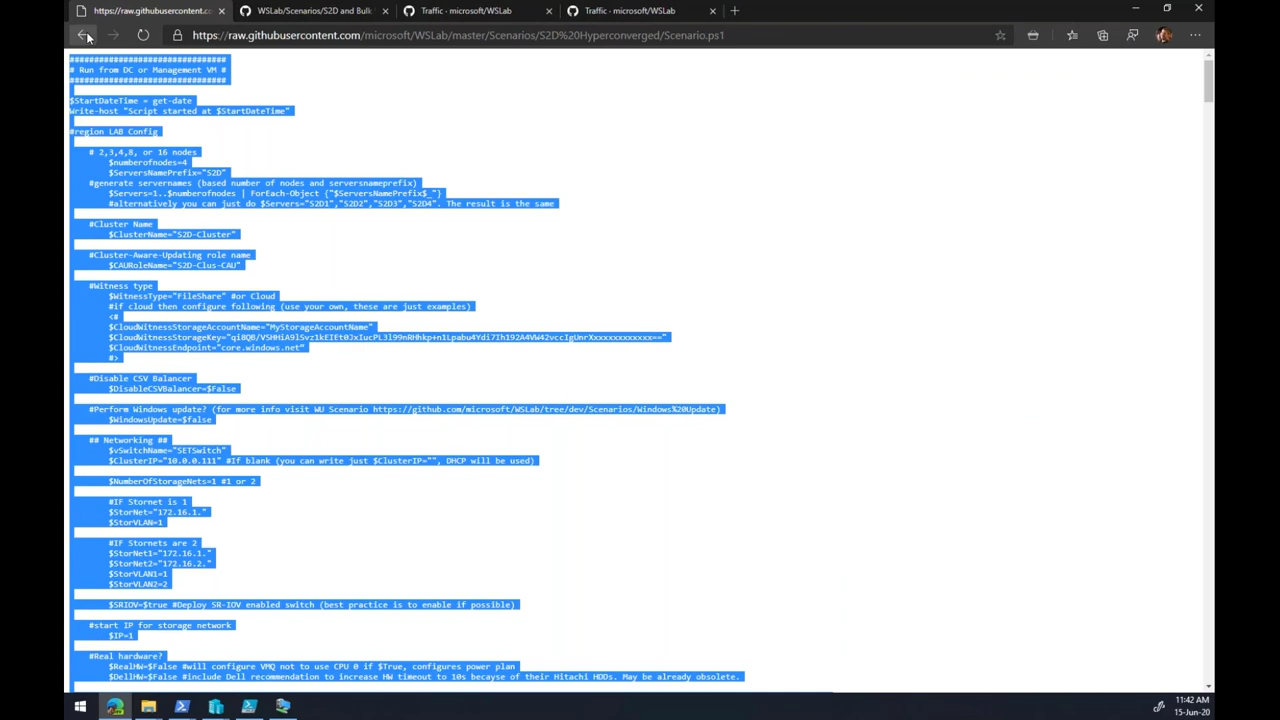 https://raw.githubusercontent.co
WSLab/Scenarios/S2D and Bulk
Traffic · microsoft/WSLab
Traffic · microsoft/WSLab
https://raw.githubusercontent.com/microsoft/WSLab/master/Scenarios/S2D%20Hyperconverged/Scenario.ps1
################################
# Run from DC or Management VM #
################################
$StartDateTime = get-date
Write-host "Script started at $StartDateTime"
#region LAB Config
# 2,3,4,8, or 16 nodes
$numberofnodes=4
$ServersNamePrefix="S2D"
#generate servernames (based number of nodes and serversnameprefix)
$Servers=1..$numberofnodes | ForEach-Object {"$ServersNamePrefix$_"}
#alternatively you can just do $Servers="S2D1","S2D2","S2D3","S2D4". The result is the same
#Cluster Name
$ClusterName="S2D-Cluster"
#Cluster-Aware-Updating role name
$CAURoleName="S2D-Clus-CAU"
#Witness type
$WitnessType="FileShare" #or Cloud
#if cloud then configure following (use your own, these are just examples)
<#
$CloudWitnessStorageAccountName="MyStorageAccountName"
$CloudWitnessStorageKey="qi8QB/VSHHiA9lSvz1kEIEt0JxIucPL3l99nRHhkp+n1Lpabu4Ydi7Ih192A4VW42vccIgUnrXxxxxxxxxxxxx=="
$CloudWitnessEndpoint="core.windows.net"
#>
#Disable CSV Balancer
$DisableCSVBalancer=$False
#Perform Windows update? (for more info visit WU Scenario https://github.com/microsoft/WSLab/tree/dev/Scenarios/Windows%20Update)
$WindowsUpdate=$false
## Networking ##
$vSwitchName="SETSwitch"
$ClusterIP="10.0.0.111" #If blank (you can write just $ClusterIP="", DHCP will be used)
$NumberOfStorageNets=1 #1 or 2
#IF Stornet is 1
$StorNet="172.16.1."
$StorVLAN=1
#IF Stornets are 2
$StorNet1="172.16.1."
$StorNet2="172.16.2."
$StorVLAN1=1
$StorVLAN2=2
$SRIOV=$true #Deploy SR-IOV enabled switch (best practice is to enable if possible)
#start IP for storage network
$IP=1
#Real hardware?
$RealHW=$False #will configure VMQ not to use CPU 0 if $True, configures power plan
$DellHW=$False #include Dell recommendation to increase HW timeout to 10s becayse of their Hitachi HDDs. May be already obsolete.
11:42 AM
15-Jun-20